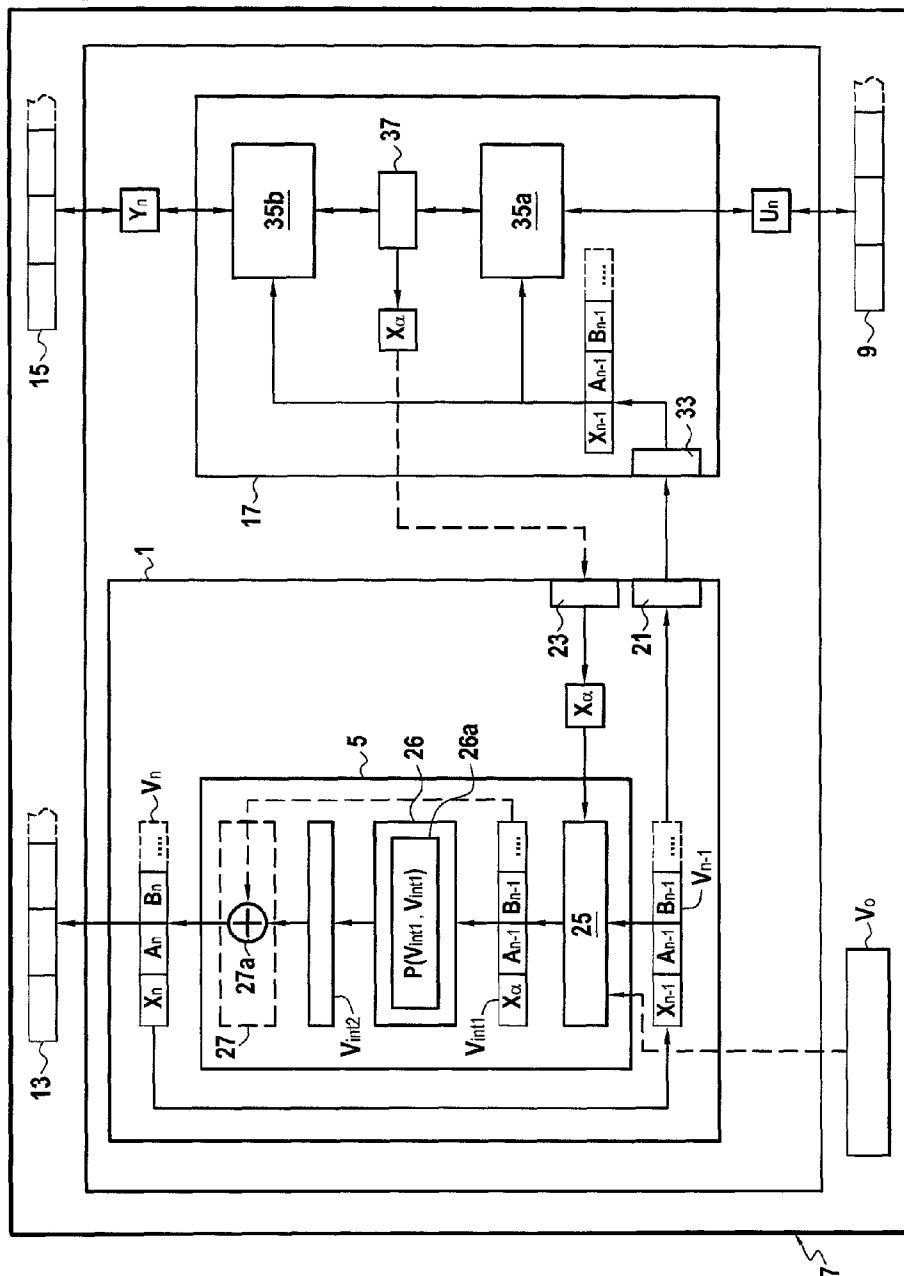 15
Yn
35b
37
Xα
35a
Un
9
Xn-1 An-1 Bn-1 ....
33
17
1
23
21
Xα
5
26
26a
Vn
13
Xn An Bn ....
27a
27
Vint2
P(Vint1 , Vint1)
Xα An-1 Bn-1 ....
Vint1
25
Xn-1 An-1 Bn-1 ....
Vn-1
Vo
7